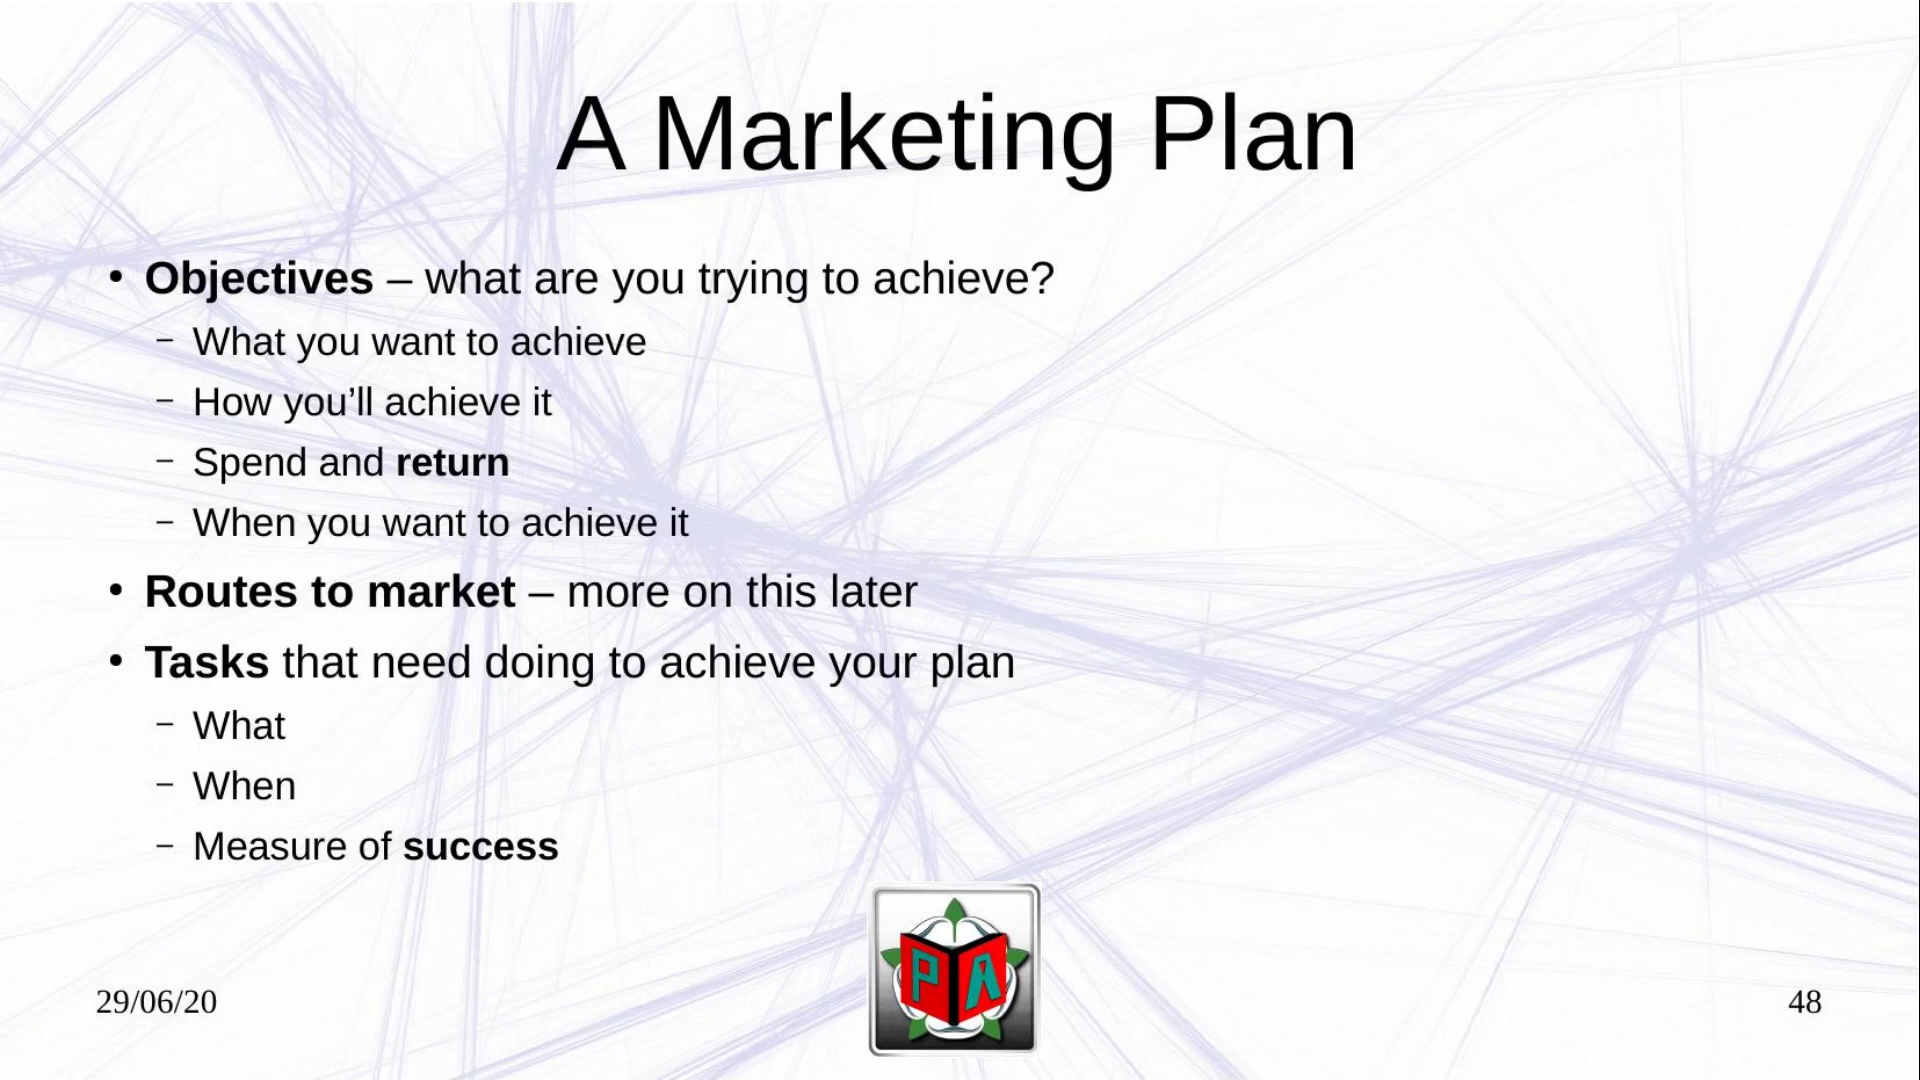 A Marketing Plan
• Objectives – what are you trying to achieve?
– What you want to achieve
– How you’ll achieve it
– Spend and return
– When you want to achieve it
• Routes to market – more on this later
• Tasks that need doing to achieve your plan
– What
– When
– Measure of success
P A
29/06/20
48